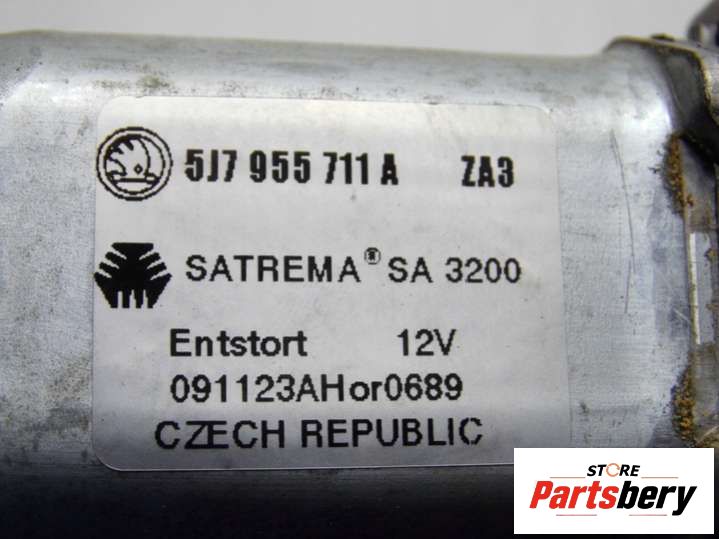 5J7 955 711 A ZA3
SATREMA® SA 3200
Entstort 12V
091123AHor0689
CZECH REPUBLIC
STORE
Partsbery